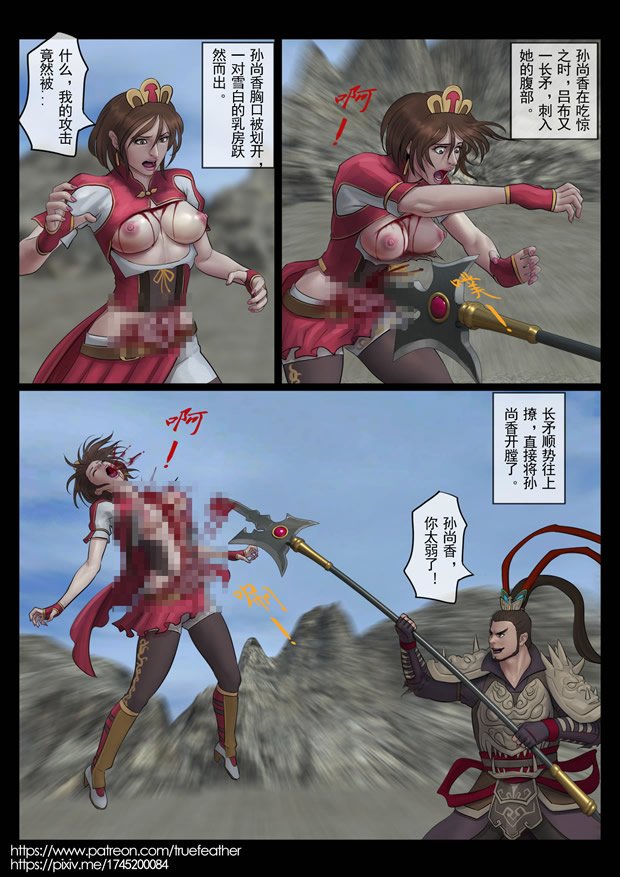 孙尚香胸口被划开，
一对雪白的乳房跃
然而出。
什么，我的攻击
竟然被..
孙尚香在吃惊
之时，吕布又
一长矛，刺入
她的腹部。
啊！
噗！
长矛顺势往上
撩，直接将孙
尚香开膛了。
啊！
孙尚香，
你太弱了！
https://www.patreon.com/truefeather
https://pixiv.me/1745200084